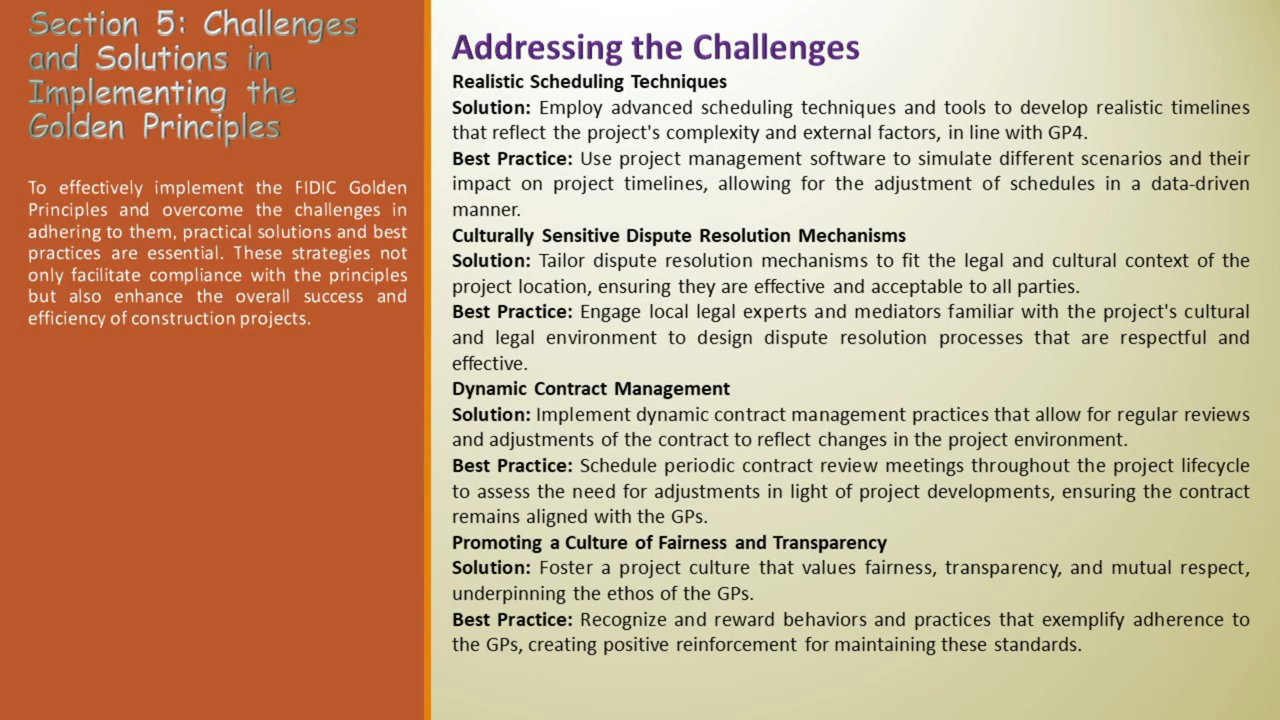 Section 5: Challenges
and Solutions in
Implementing the
Golden Principles
To effectively implement the FIDIC Golden
Principles and overcome the challenges in
adhering to them, practical solutions and best
practices are essential. These strategies not
only facilitate compliance with the principles
but also enhance the overall success and
efficiency of construction projects.
Addressing the Challenges
Realistic Scheduling Techniques
Solution: Employ advanced scheduling techniques and tools to develop realistic timelines
that reflect the project's complexity and external factors, in line with GP4.
Best Practice: Use project management software to simulate different scenarios and their
impact on project timelines, allowing for the adjustment of schedules in a data-driven
manner.
Culturally Sensitive Dispute Resolution Mechanisms
Solution: Tailor dispute resolution mechanisms to fit the legal and cultural context of the
project location, ensuring they are effective and acceptable to all parties.
Best Practice: Engage local legal experts and mediators familiar with the project's cultural
and legal environment to design dispute resolution processes that are respectful and
effective.
Dynamic Contract Management
Solution: Implement dynamic contract management practices that allow for regular reviews
and adjustments of the contract to reflect changes in the project environment.
Best Practice: Schedule periodic contract review meetings throughout the project lifecycle
to assess the need for adjustments in light of project developments, ensuring the contract
remains aligned with the GPs.
Promoting a Culture of Fairness and Transparency
Solution: Foster a project culture that values fairness, transparency, and mutual respect,
underpinning the ethos of the GPs.
Best Practice: Recognize and reward behaviors and practices that exemplify adherence to
the GPs, creating positive reinforcement for maintaining these standards.